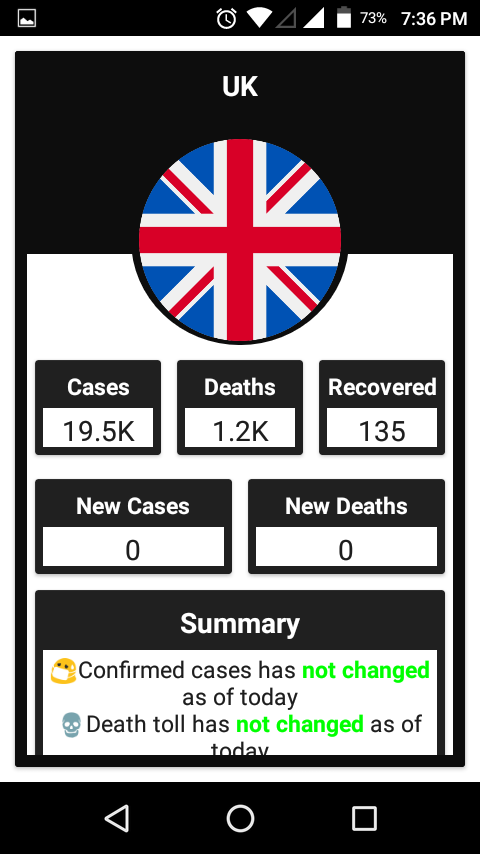 73% 7:36 PM
UK
Cases Deaths Recovered
19.5K 1.2K 135
New Cases New Deaths
0 0
Summary
😷Confirmed cases has not changed
as of today
💀Death toll has not changed as of
today